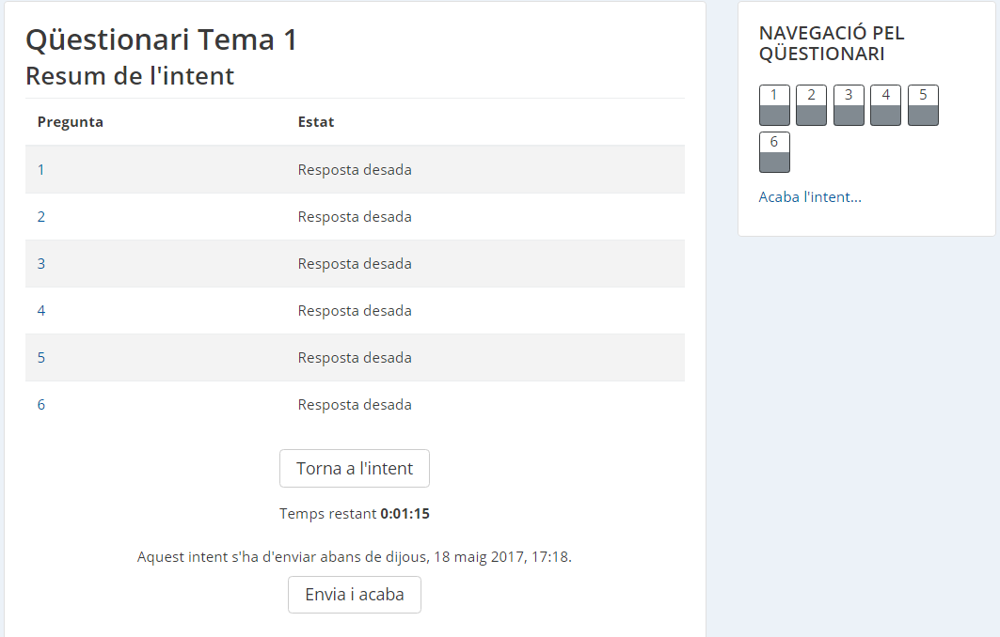 Qüestionari Tema 1
Resum de l'intent
Pregunta Estat
1 Resposta desada
2 Resposta desada
3 Resposta desada
4 Resposta desada
5 Resposta desada
6 Resposta desada
Torna a l'intent
Temps restant 0:01:15
Aquest intent s'ha d'enviar abans de dijous, 18 maig 2017, 17:18.
Envia i acaba
NAVEGACIÓ PEL
QÜESTIONARI
1 2 3 4 5
6
Acaba l'intent...